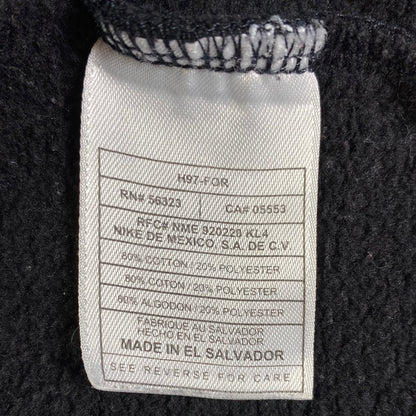 H97-FOR
RN# 56323 CA# 05553
RFC# NME 920220 KL4
NIKE DE MEXICO, S.A. DE C.V.
80% COTTON / 20% POLYESTER
80% COTON / 20% POLYESTER
80% ALGODON / 20% POLYESTER
FABRIQUE AU SALVADOR
HECHO EN EL SALVADOR
MADE IN EL SALVADOR
SEE REVERSE FOR CARE